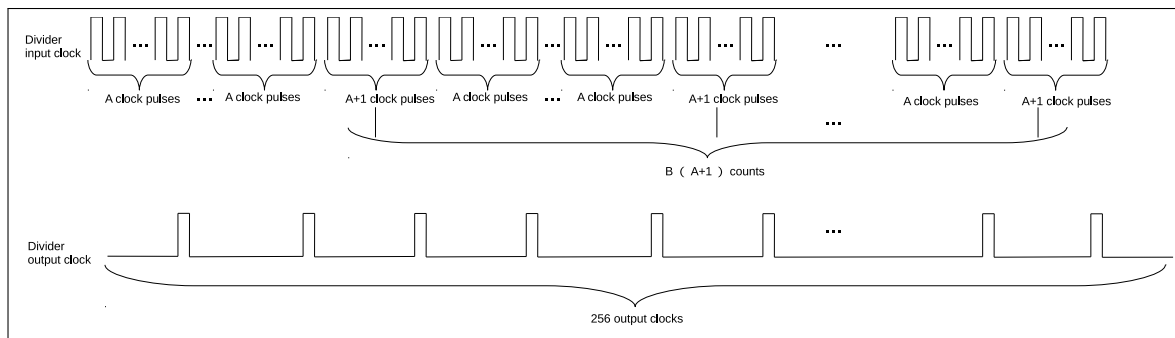 Divider
input clock
... ... ... ... ... ... ... ... ... ... ...
A clock pulses ... A clock pulses A+1 clock pulses A clock pulses ... A clock pulses A+1 clock pulses A clock pulses A+1 clock pulses
...
B ( A+1 ) counts
Divider
output clock
...
256 output clocks